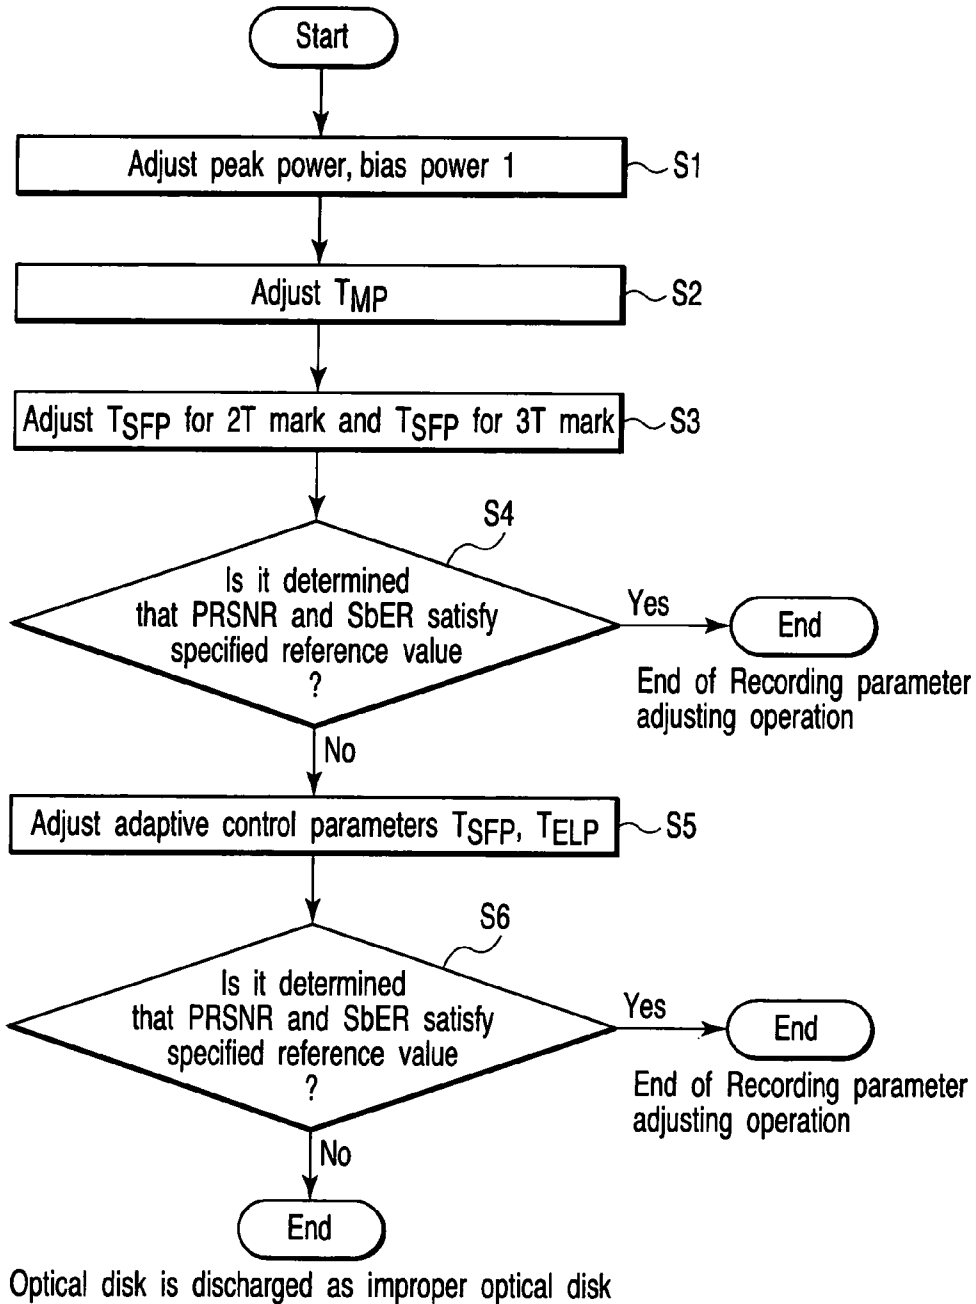 Start
Adjust peak power, bias power 1
S1
Adjust TMP
S2
Adjust TSFP for 2T mark and TSFP for 3T mark
S3
S4
Is it determined
that PRSNR and SbER satisfy
specified reference value
?
Yes
End
End of Recording parameter
adjusting operation
No
Adjust adaptive control parameters TSFP, TELP
S5
S6
Is it determined
that PRSNR and SbER satisfy
specified reference value
?
Yes
End
End of Recording parameter
adjusting operation
No
End
Optical disk is discharged as improper optical disk